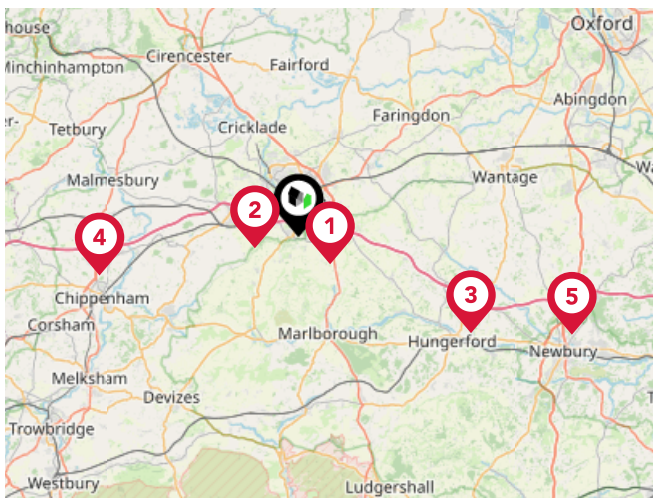 house
Oxford
Cirencester
Minchinhampton
Fairford
Abingdon
Faringdon
Cricklade
Tetbury
Wantage
Malmesbury
2
1
4
3
5
Chippenham
Corsham
Marlborough
Hungerford
Newbury
Melksham
Devizes
Trowbridge
Westbury
Ludgershall